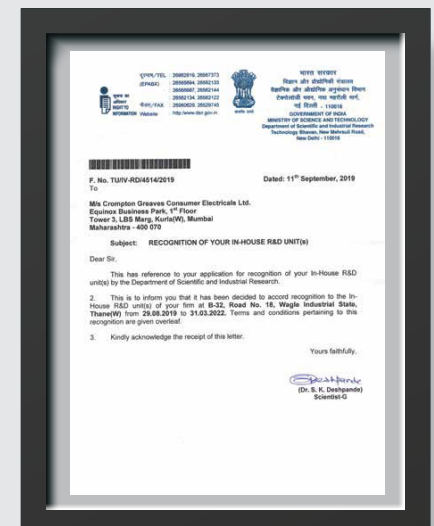 दूरभाष/TEL : 26962819, 26567373
(EPABX) : 26565694, 26562133
: 26565687, 26562144
: 26562134, 26562122
फैक्स/FAX : 26960629, 26529745
Website : http://www.dsir.gov.in
सूचना का
अधिकार
RIGHT TO
INFORMATION
भारत सरकार
विज्ञान और प्रौद्योगिकी मंत्रालय
वैज्ञानिक और औद्योगिक अनुसंधान विभाग
टेक्नोलॉजी भवन, नया महरौली मार्ग,
नई दिल्ली - 110016
GOVERNMENT OF INDIA
MINISTRY OF SCIENCE AND TECHNOLOGY
Department of Scientific and Industrial Research
Technology Bhavan, New Mehrauli Road,
New Delhi - 110016
F. No. TU/IV-RD/4514/2019 Dated: 11th September, 2019
To
M/s Crompton Greaves Consumer Electricals Ltd.
Equinox Business Park, 1st Floor
Tower 3, LBS Marg, Kurla(W), Mumbai
Maharashtra - 400 070
Subject: RECOGNITION OF YOUR IN-HOUSE R&D UNIT(s)
Dear Sir,
This has reference to your application for recognition of your In-House R&D
unit(s) by the Department of Scientific and Industrial Research.
2. This is to inform you that it has been decided to accord recognition to the In-
House R&D unit(s) of your firm at B-32, Road No. 18, Wagle Industrial State,
Thane(W) from 29.08.2019 to 31.03.2022. Terms and conditions pertaining to this
recognition are given overleaf.
3. Kindly acknowledge the receipt of this letter.
Yours faithfully,
Deshpande
(Dr. S. K. Deshpande)
Scientist-G